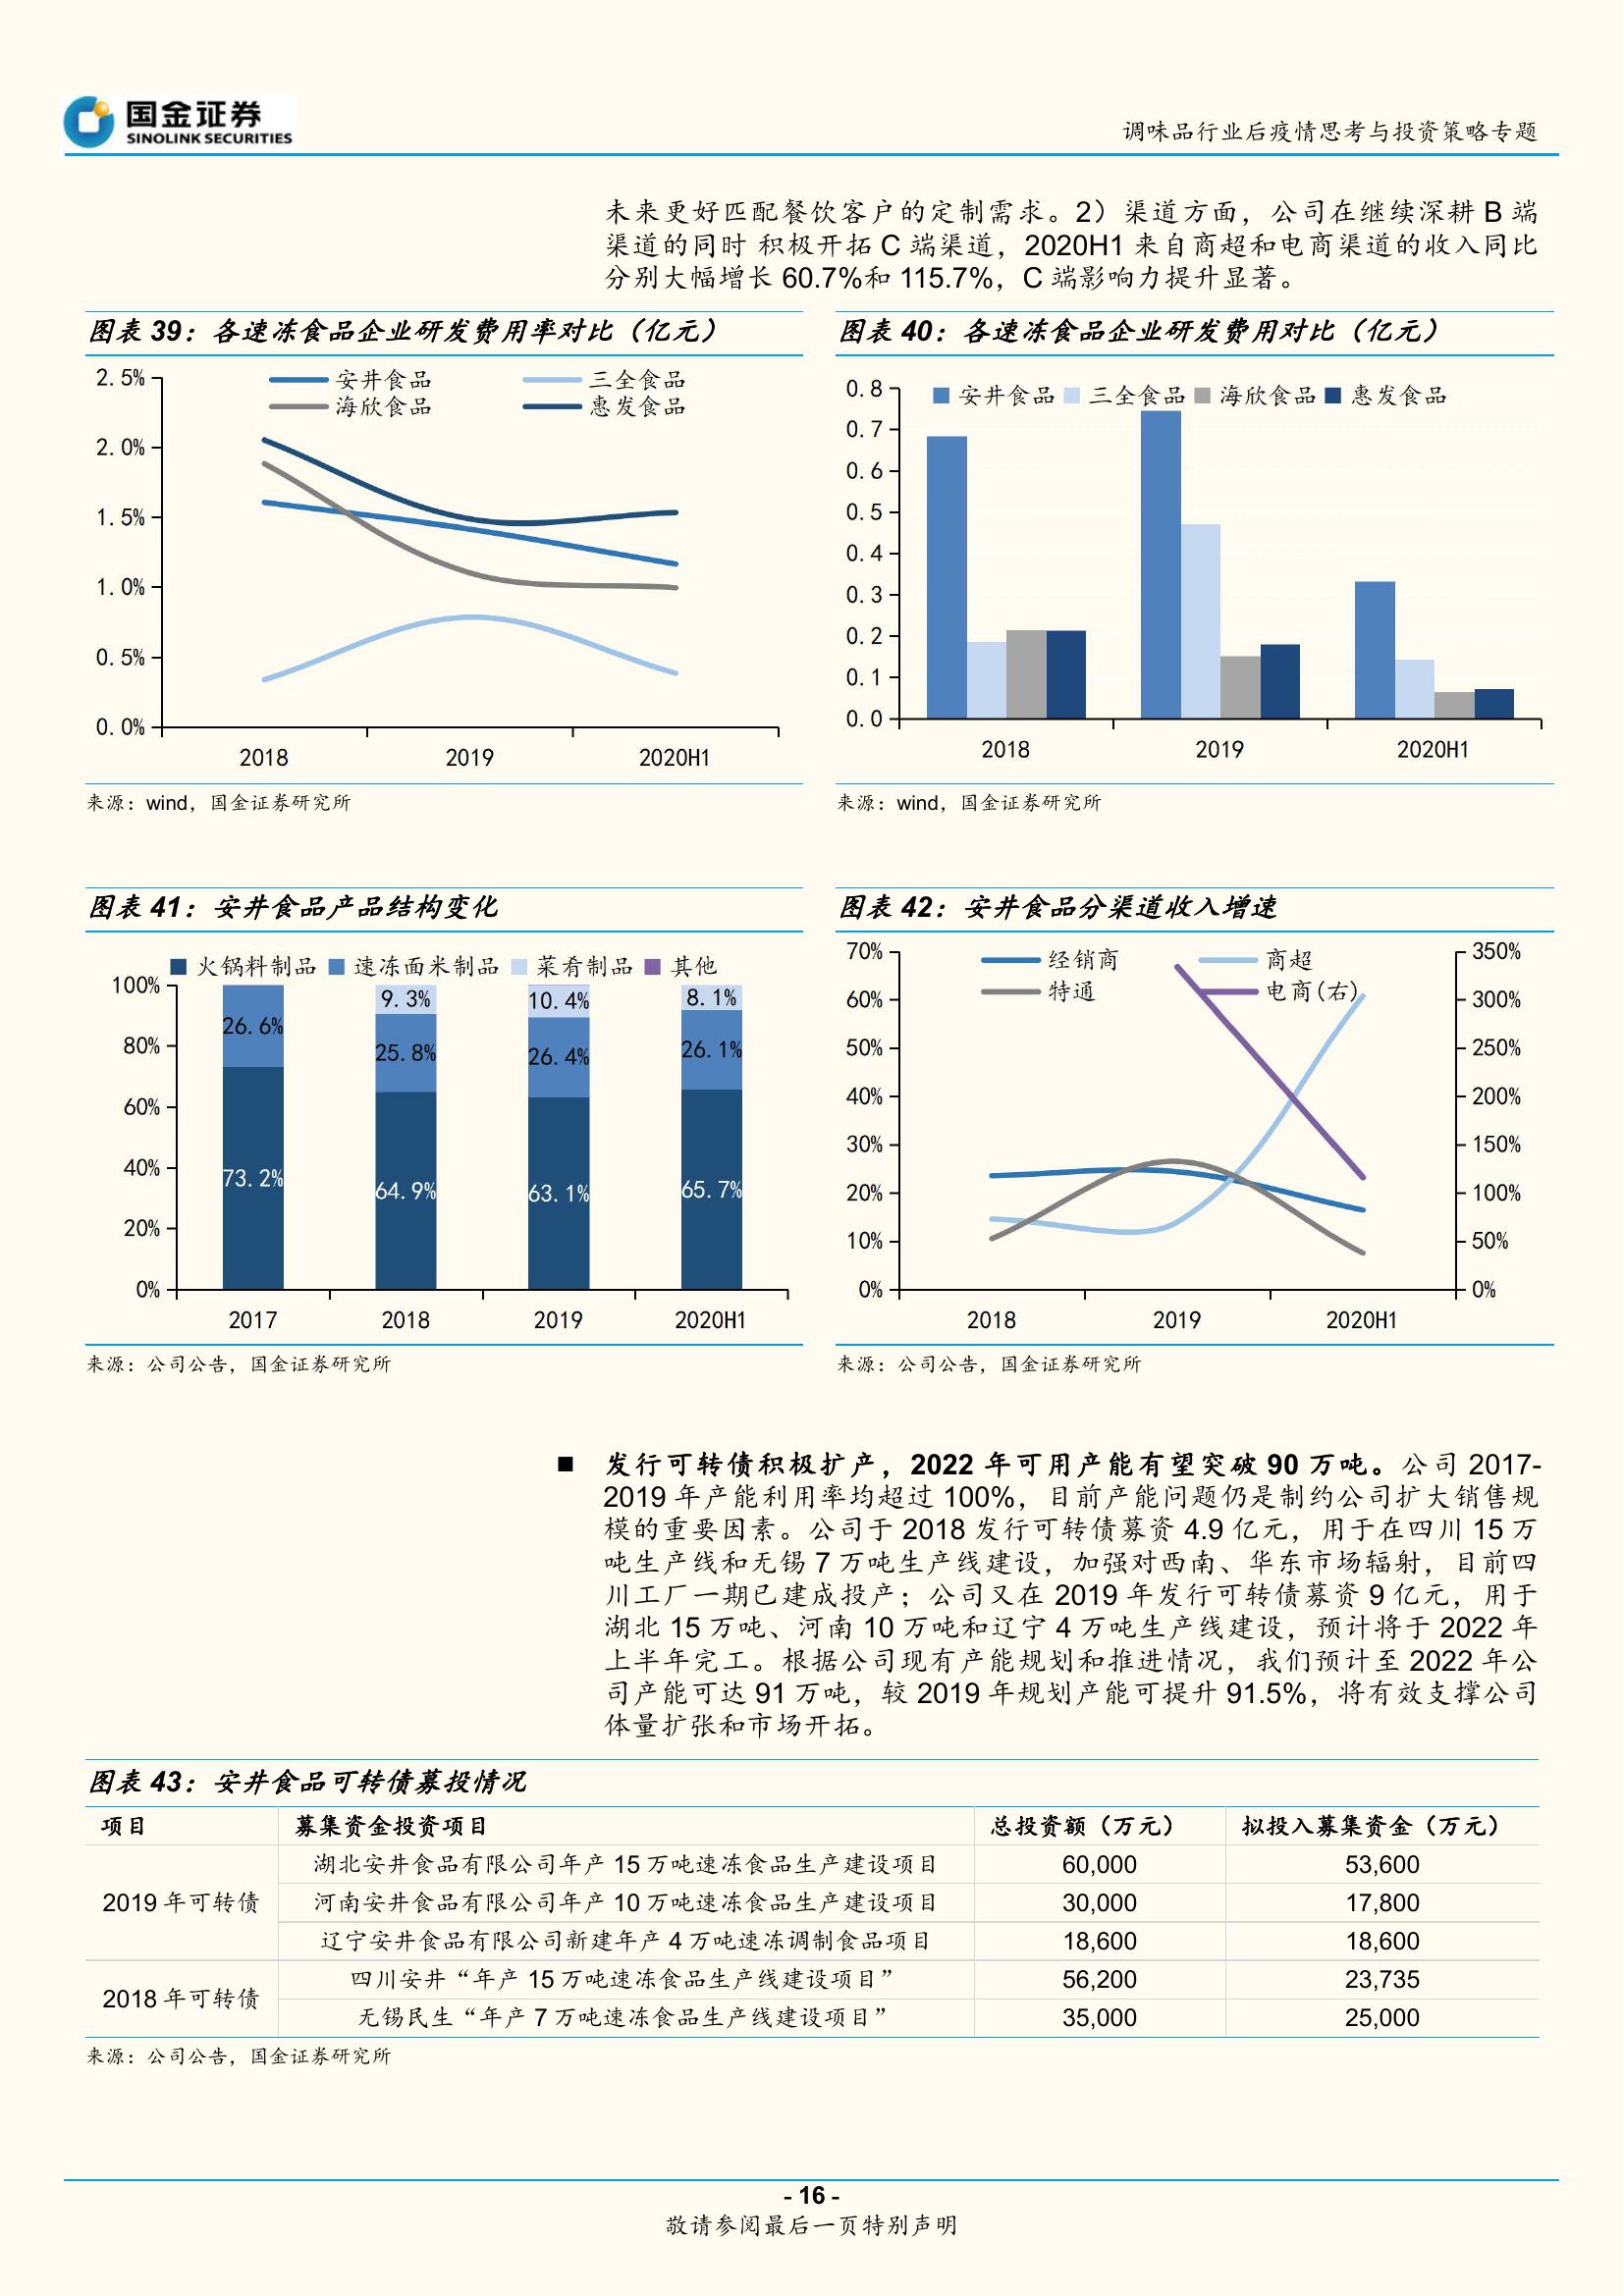 国金证券
SINOLINK SECURITIES
调味品行业后疫情思考与投资策略专题
未来更好匹配餐饮客户的定制需求。2）渠道方面，公司在继续深耕 B 端
渠道的同时 积极开拓 C 端渠道，2020H1 来自商超和电商渠道的收入同比
分别大幅增长 60.7%和 115.7%，C 端影响力提升显著。
图表 39：各速冻食品企业研发费用率对比（亿元）
安井食品 三全食品
海欣食品 惠发食品
2.5%
2.0%
1.5%
1.0%
0.5%
0.0%
2018 2019 2020H1
来源：wind，国金证券研究所
图表 40：各速冻食品企业研发费用对比（亿元）
安井食品 三全食品 海欣食品 惠发食品
0.8
0.7
0.6
0.5
0.4
0.3
0.2
0.1
0.0
2018 2019 2020H1
来源：wind，国金证券研究所
图表 41：安井食品产品结构变化
火锅料制品 速冻面米制品 菜肴制品 其他
100%
80%
60%
40%
20%
0%
9.3% 10.4% 8.1%
26.6% 25.8% 26.4% 26.1%
73.2% 64.9% 63.1% 65.7%
2017 2018 2019 2020H1
来源：公司公告，国金证券研究所
图表 42：安井食品分渠道收入增速
经销商 商超
特通 电商(右)
70% 350%
60% 300%
50% 250%
40% 200%
30% 150%
20% 100%
10% 50%
0% 0%
2018 2019 2020H1
来源：公司公告，国金证券研究所
■ 发行可转债积极扩产，2022 年可用产能有望突破 90 万吨。公司 2017-
2019 年产能利用率均超过 100%，目前产能问题仍是制约公司扩大销售规
模的重要因素。公司于 2018 发行可转债募资 4.9 亿元，用于在四川 15 万
吨生产线和无锡 7 万吨生产线建设，加强对西南、华东市场辐射，目前四
川工厂一期已建成投产；公司又在 2019 年发行可转债募资 9 亿元，用于
湖北 15 万吨、河南 10 万吨和辽宁 4 万吨生产线建设，预计将于 2022 年
上半年完工。根据公司现有产能规划和推进情况，我们预计至 2022 年公
司产能可达 91 万吨，较 2019 年规划产能可提升 91.5%，将有效支撑公司
体量扩张和市场开拓。
图表 43：安井食品可转债募投情况
项目 募集资金投资项目 总投资额（万元） 拟投入募集资金（万元）
2019 年可转债
湖北安井食品有限公司年产 15 万吨速冻食品生产建设项目 60,000 53,600
河南安井食品有限公司年产 10 万吨速冻食品生产建设项目 30,000 17,800
辽宁安井食品有限公司新建年产 4 万吨速冻调制食品项目 18,600 18,600
2018 年可转债
四川安井“年产 15 万吨速冻食品生产线建设项目” 56,200 23,735
无锡民生“年产 7 万吨速冻食品生产线建设项目” 35,000 25,000
来源：公司公告，国金证券研究所
- 16 -
敬请参阅最后一页特别声明